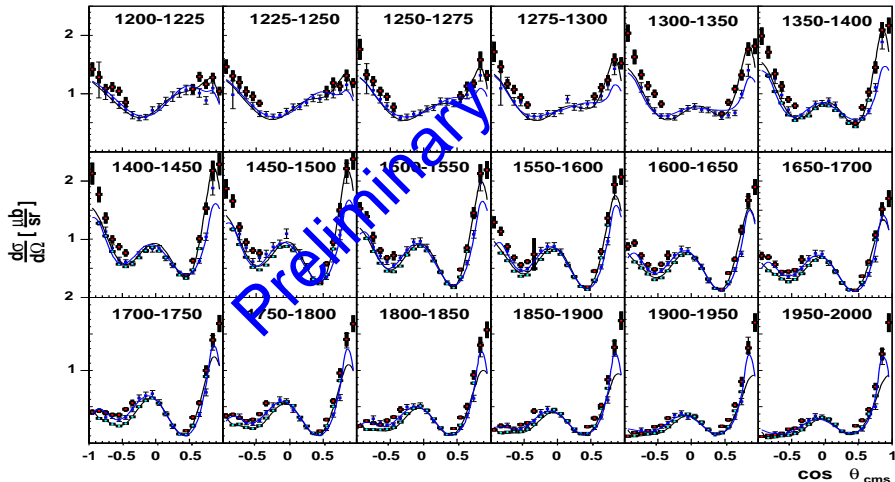 1200-1225 1225-1250 1250-1275 1275-1300 1300-1350 1350-1400
2
1
1400-1450 1450-1500 1500-1550 1550-1600 1600-1650 1650-1700
2
1
dσ/dΩ [μb/sr]
2
1700-1750 1750-1800 1800-1850 1850-1900 1900-1950 1950-2000
1
Preliminary
-1 -0.5 0 0.5 -0.5 0 0.5 -0.5 0 0.5 -0.5 0 0.5 -0.5 0 0.5 -0.5 0 0.5 1
cos θ cms